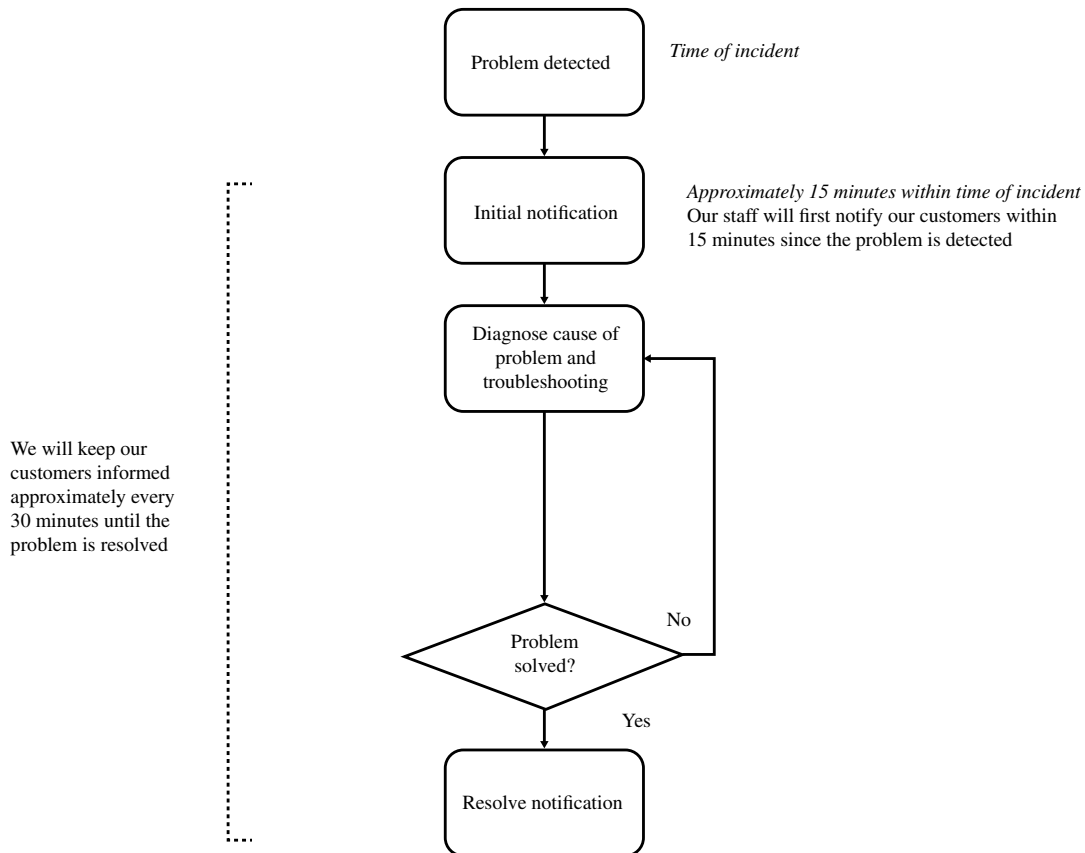 Problem detected
Time of incident
Initial notification
Approximately 15 minutes within time of incident
Our staff will first notify our customers within
15 minutes since the problem is detected
Diagnose cause of
problem and
troubleshooting
We will keep our
customers informed
approximately every
30 minutes until the
problem is resolved
Problem
solved?
No
Yes
Resolve notification